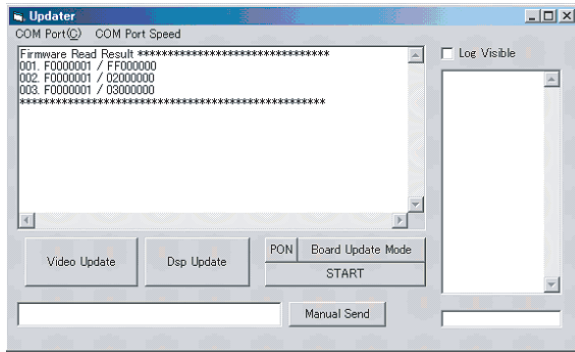 Updater
COM Port(C) COM Port Speed
Firmware Read Result ********************************
001. F0000001 / FF000000
002. F0000001 / 02000000
003. F0000001 / 03000000
***************************************************
Log Visible
Video Update
Dsp Update
PON
Board Update Mode
START
Manual Send